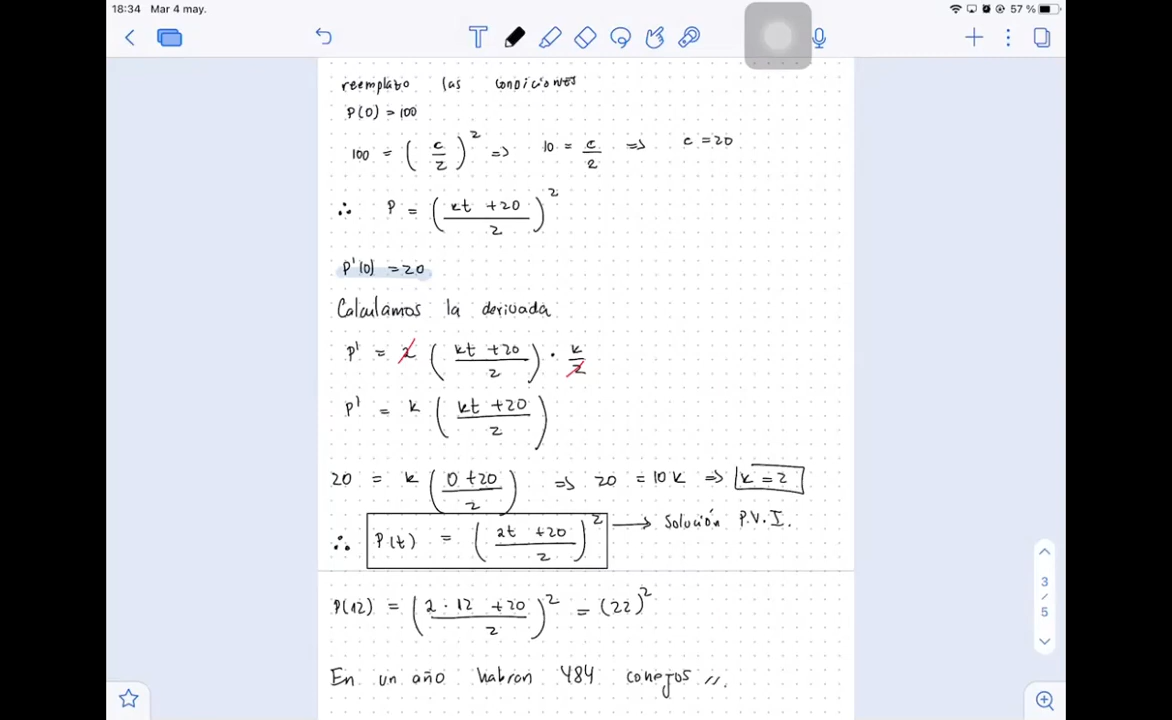 18:34 Mar 4 may. 57 %
reemplazo las condiciones
P(0) = 100
100 = (c/2)^2 => 10 = c/2 => c = 20
∴ P = ((kt + 20)/2)^2
P'(0) = 20
Calculamos la derivada
P' = 2 ((kt + 20)/2) · k/2
P' = k ((kt + 20)/2)
20 = k ((0 + 20)/2) => 20 = 10k => k = 2
∴ P(t) = ((2t + 20)/2)^2 → Solución P.V.I.
P(12) = ((2 · 12 + 20)/2)^2 = (22)^2
En un año habran 484 conejos //.
3
/
5